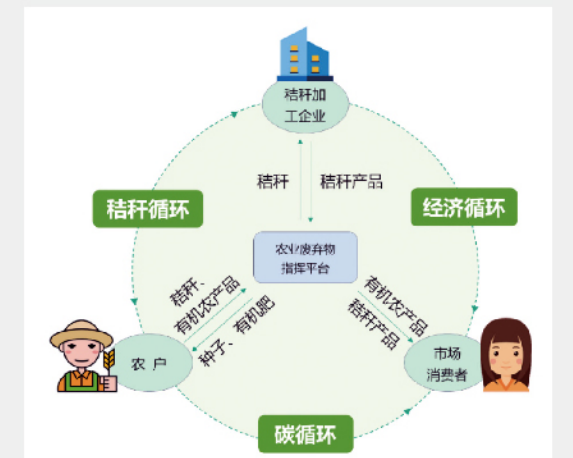 秸秆加
工企业
秸秆
秸秆产品
秸秆循环
经济循环
农业废弃物
指挥平台
秸秆、
有机农产品
种子、有机肥
有机农产品
秸秆产品
农户
市场
消费者
碳循环